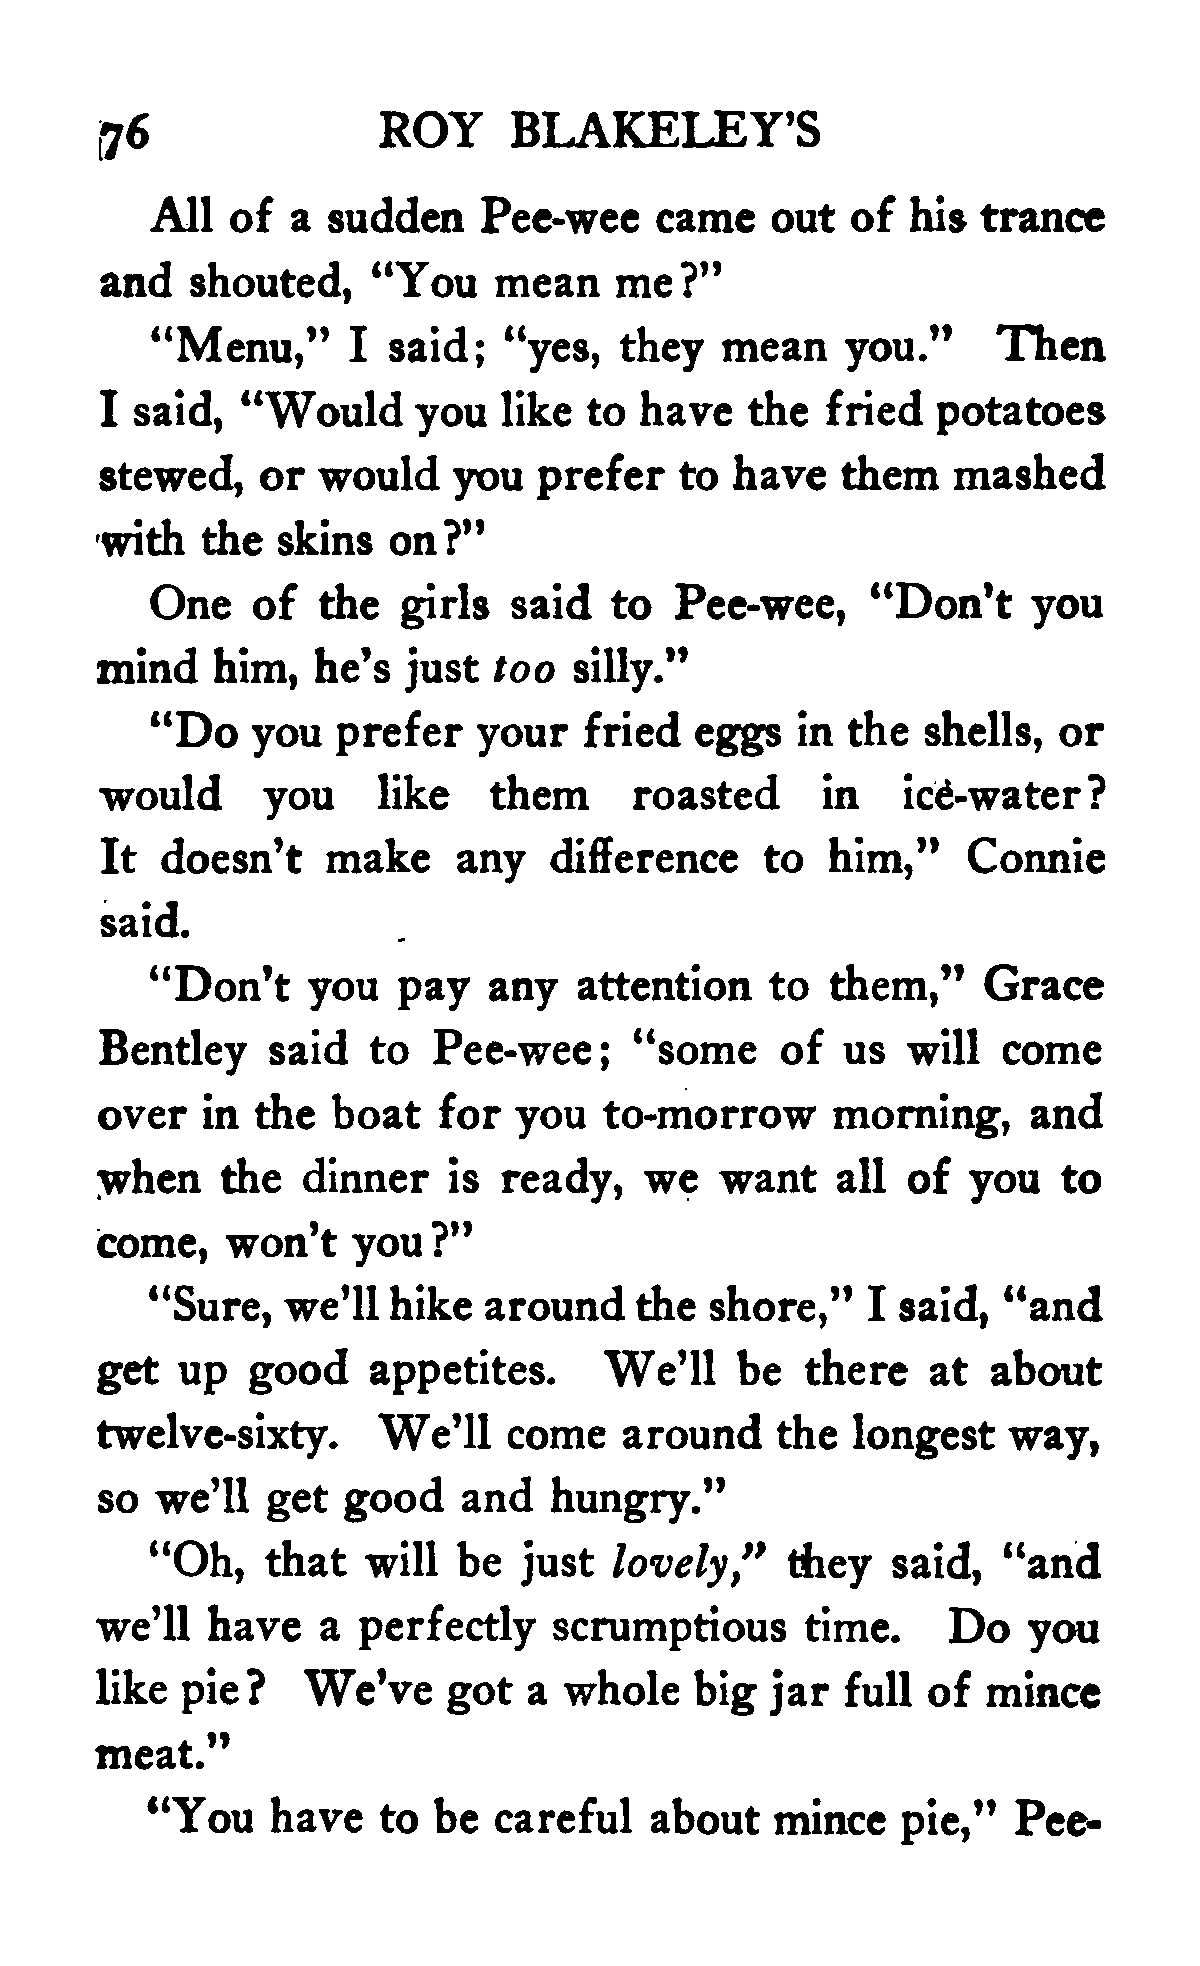 76 ROY BLAKELEY'S
All of a sudden Pee-wee came out of his trance
and shouted, "You mean me?"
"Menu," I said; "yes, they mean you." Then
I said, "Would you like to have the fried potatoes
stewed, or would you prefer to have them mashed
with the skins on?"
One of the girls said to Pee-wee, "Don't you
mind him, he's just too silly."
"Do you prefer your fried eggs in the shells, or
would you like them roasted in ice-water?
It doesn't make any difference to him," Connie
said.
"Don't you pay any attention to them," Grace
Bentley said to Pee-wee; "some of us will come
over in the boat for you to-morrow morning, and
when the dinner is ready, we want all of you to
come, won't you?"
"Sure, we'll hike around the shore," I said, "and
get up good appetites. We'll be there at about
twelve-sixty. We'll come around the longest way,
so we'll get good and hungry."
"Oh, that will be just lovely," they said, "and
we'll have a perfectly scrumptious time. Do you
like pie? We've got a whole big jar full of mince
meat."
"You have to be careful about mince pie," Pee-